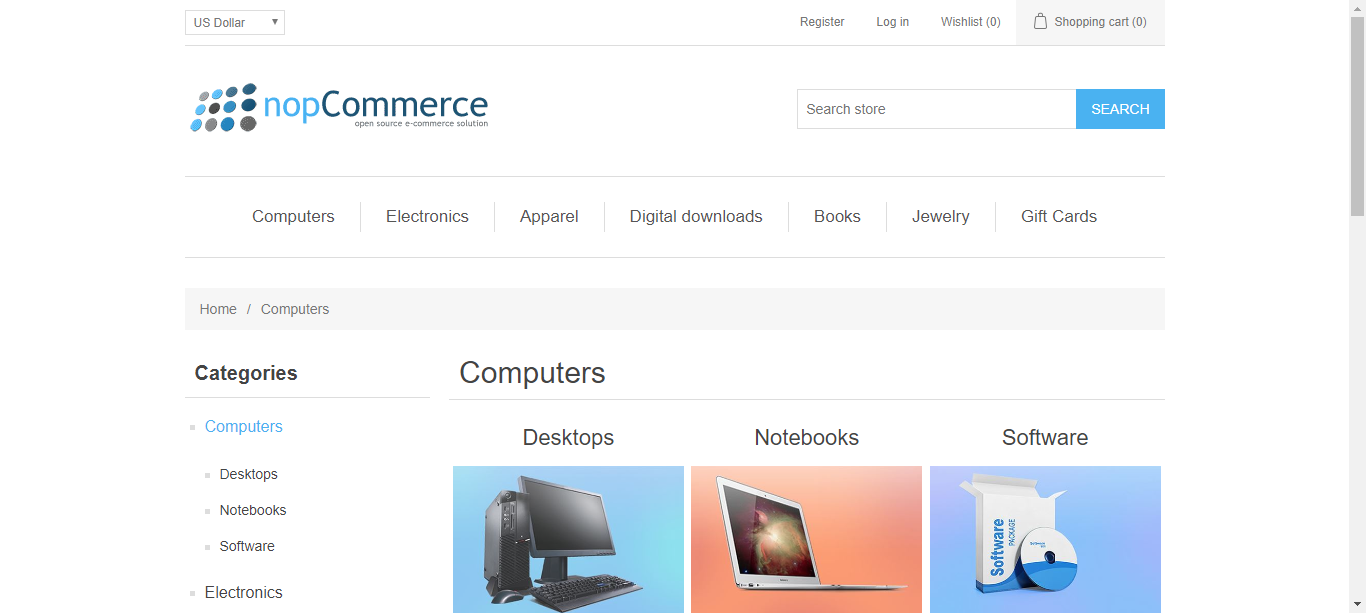 US Dollar
Register
Log in
Wishlist (0)
Shopping cart (0)
nopCommerce
open source e-commerce solution
Search store
SEARCH
Computers
Electronics
Apparel
Digital downloads
Books
Jewelry
Gift Cards
Home / Computers
Categories
Computers
Desktops
Notebooks
Software
Electronics
Computers
Desktops
Notebooks
Software
Software
PACKAGE